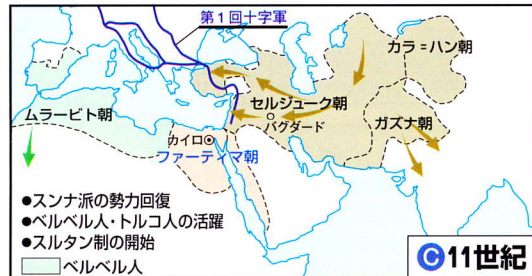 第1回十字軍
カラ=ハン朝
セルジューク朝
バグダード
ムラービト朝
ガズナ朝
カイロ
ファーティマ朝
●スンナ派の勢力回復
●ベルベル人・トルコ人の活躍
●スルタン制の開始
ベルベル人
C 11世紀